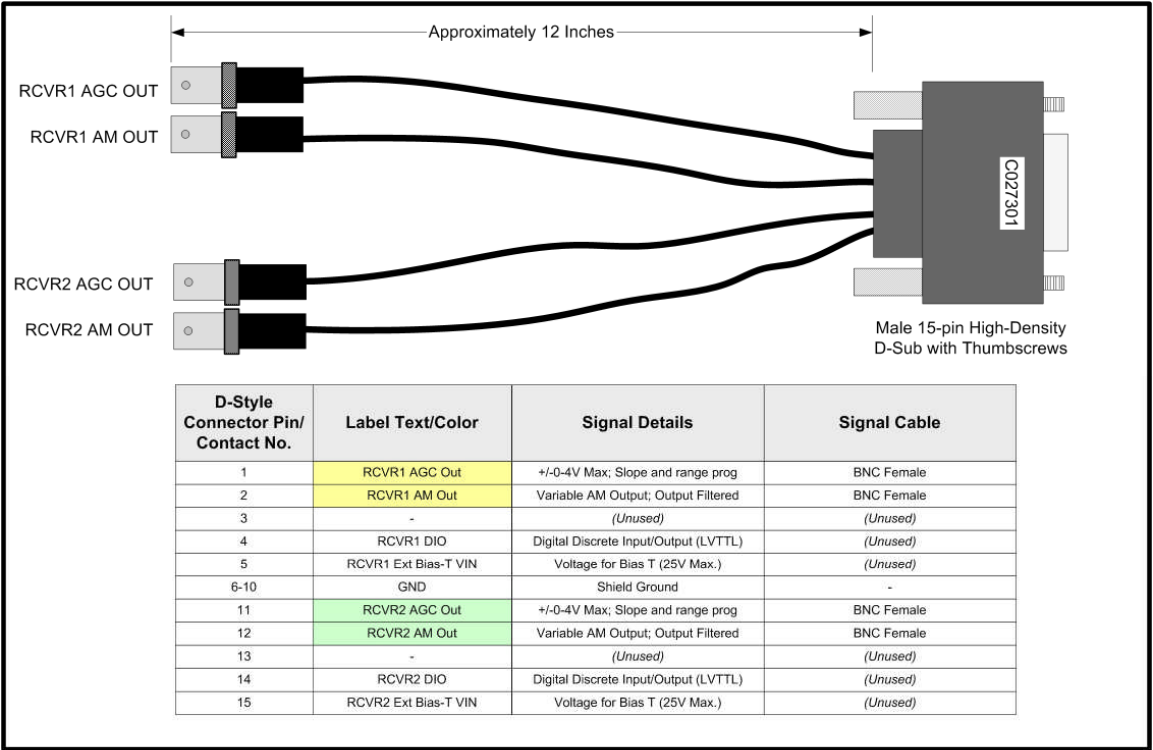 Approximately 12 Inches
RCVR1 AGC OUT
RCVR1 AM OUT
C027301
RCVR2 AGC OUT
RCVR2 AM OUT
Male 15-pin High-Density
D-Sub with Thumbscrews
D-Style
Connector Pin/
Contact No.
Label Text/Color
Signal Details
Signal Cable
1 RCVR1 AGC Out +/-0-4V Max; Slope and range prog BNC Female
2 RCVR1 AM Out Variable AM Output; Output Filtered BNC Female
3 - (Unused) (Unused)
4 RCVR1 DIO Digital Discrete Input/Output (LVTTL) (Unused)
5 RCVR1 Ext Bias-T VIN Voltage for Bias T (25V Max.) (Unused)
6-10 GND Shield Ground -
11 RCVR2 AGC Out +/-0-4V Max; Slope and range prog BNC Female
12 RCVR2 AM Out Variable AM Output; Output Filtered BNC Female
13 - (Unused) (Unused)
14 RCVR2 DIO Digital Discrete Input/Output (LVTTL) (Unused)
15 RCVR2 Ext Bias-T VIN Voltage for Bias T (25V Max.) (Unused)